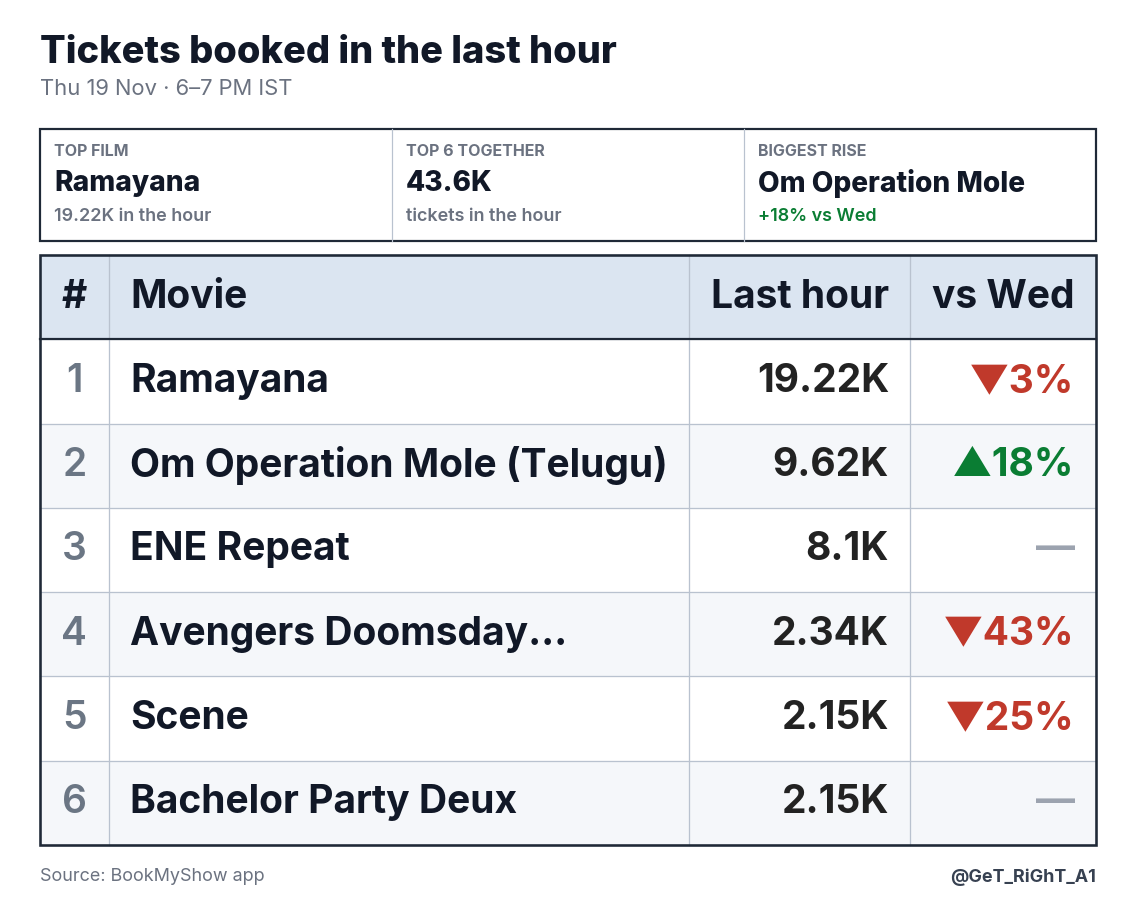 Tickets booked in the last hour
Thu 19 Nov · 6–7 PM IST
TOP FILM
Ramayana
19.22K in the hour
TOP 6 TOGETHER
43.6K
tickets in the hour
BIGGEST RISE
Om Operation Mole
+18% vs Wed
# Movie Last hour vs Wed
1 Ramayana 19.22K ▼3%
2 Om Operation Mole (Telugu) 9.62K ▲18%
3 ENE Repeat 8.1K —
4 Avengers Doomsday... 2.34K ▼43%
5 Scene 2.15K ▼25%
6 Bachelor Party Deux 2.15K —
Source: BookMyShow app
@GeT_RiGhT_A1